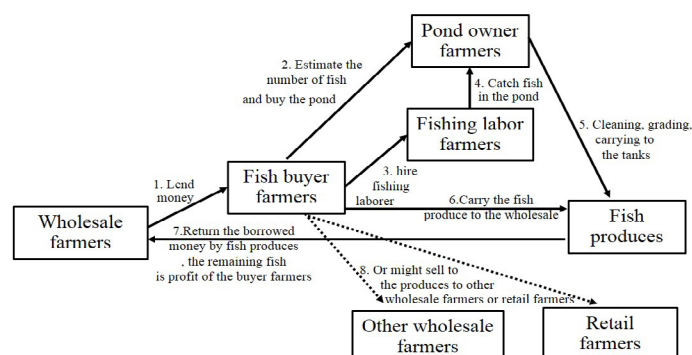 Pond owner
farmers
2. Estimate the
number of fish
and buy the pond
4. Catch fish
in the pond
Fishing labor
farmers
5. Cleaning, grading,
carrying to
the tanks
Fish buyer
farmers
3. hire
fishing
laborer
1. Lend
money
6.Carry the fish
produce to the wholesale
Wholesale
farmers
Fish
produces
7.Return the borrowed
money by fish produces
, the remaining fish
is profit of the buyer farmers
8. Or might sell to
the produces to other
wholesale farmers or retail farmers
Other wholesale
farmers
Retail
farmers